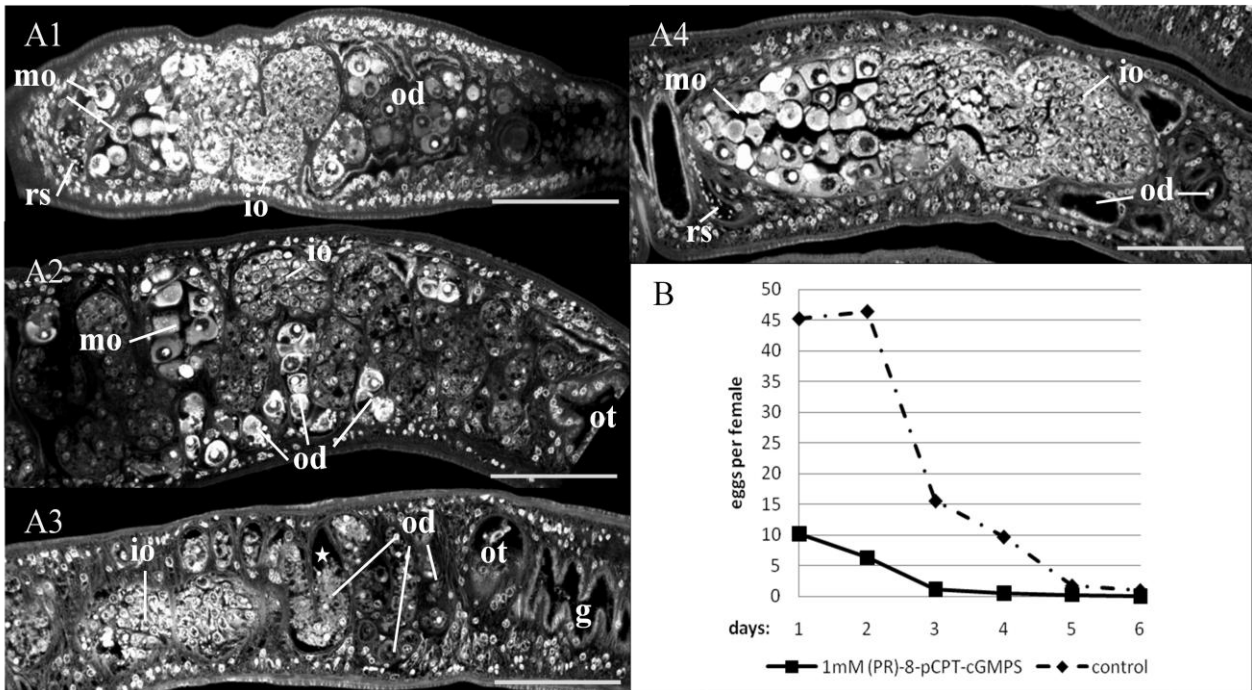 A1
mo
rs
io
od
A4
mo
rs
io
od
A2
mo
io
od
ot
A3
io
od
ot
g
B
eggs per female
50
45
40
35
30
25
20
15
10
5
0
days: 1 2 3 4 5 6
1mM (PR)-8-pCPT-cGMPS control